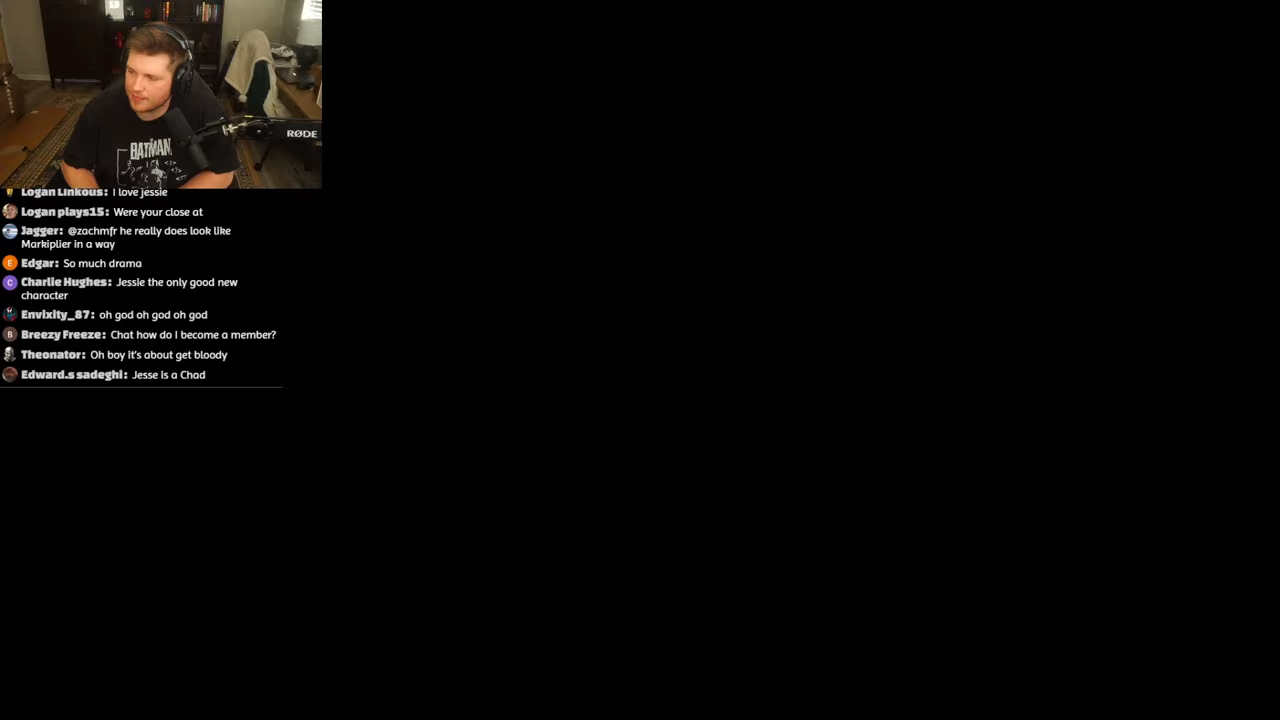 BATMAN
RØDE
Logan Linkous: I love jessie
Logan plays15: Were your close at
Jagger: @zachmfr he really does look like
Markiplier in a way
E Edgar: So much drama
C Charlie Hughes: Jessie the only good new
character
Envixity_87: oh god oh god oh god
B Breezy Freeze: Chat how do I become a member?
Theonator: Oh boy it's about get bloody
Edward.s sadeghi: Jesse is a Chad